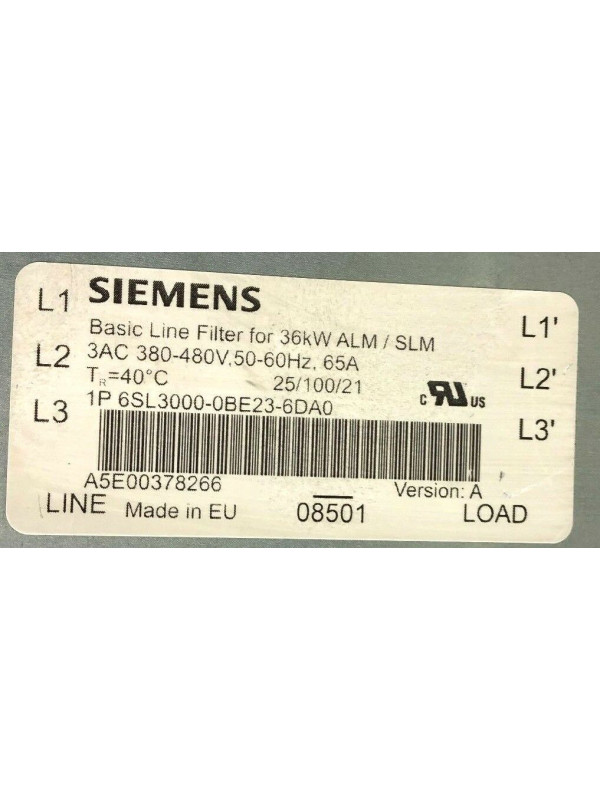 L1 SIEMENS L1'
Basic Line Filter for 36kW ALM / SLM
L2 3AC 380-480V,50-60Hz, 65A L2'
TR=40°C 25/100/21 c RU US
L3 1P 6SL3000-0BE23-6DA0 L3'
A5E00378266 Version: A
LINE Made in EU 08501 LOAD